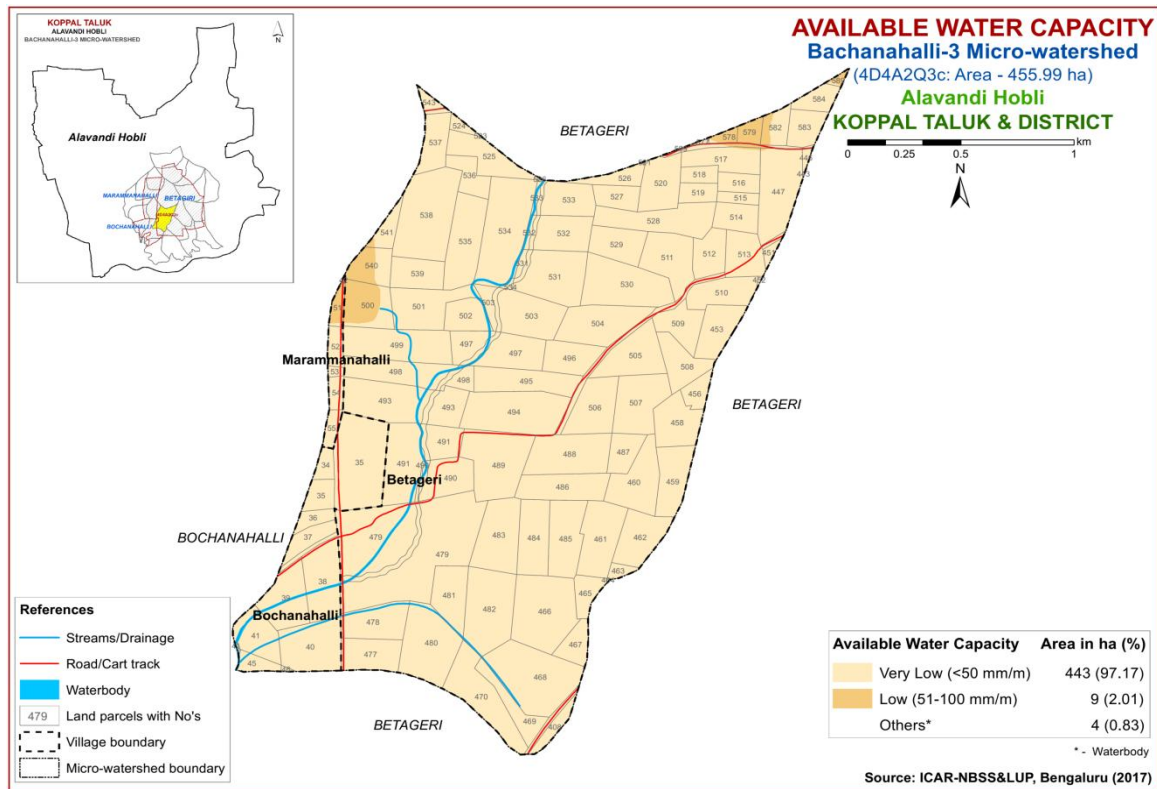 KOPPAL TALUK
ALAVANDI HOBLI
BACHANAHALLI-3 MICRO-WATERSHED
N
Alavandi Hobli
MARAMMANAHALLI
BETAGIRI
BOCHANAHALLI
AVAILABLE WATER CAPACITY
Bachanahalli-3 Micro-watershed
(4D4A2Q3c: Area - 455.99 ha)
Alavandi Hobli
KOPPAL TALUK & DISTRICT
km
0 0.25 0.5 1
N
BETAGERI
543
524
537
525
536
584
578 579 582 583
517
526
518
520
516
527
519
515
447
538
533
514
528
541
534
532
535
529
513
512
511
540
539
531
530
510
500
501
503
502
503
504
509
453
499
497
497
496
505
Marammanahalli
498
498
495
508
493
493
494
506
507
456
458
BETAGERI
491
35
34
491
488
487
489
Betageri
490
486
460
459
35
36
BOCHANAHALLI
37
479
483 484 485 461 462
479
38
463
465
481
482
466
39
Bochanahalli
478
41
480
467
40
45
477
468
470
469
BETAGERI
References
Streams/Drainage
Road/Cart track
Waterbody
479 Land parcels with No's
Village boundary
Micro-watershed boundary
Available Water Capacity Area in ha (%)
Very Low (<50 mm/m) 443 (97.17)
Low (51-100 mm/m) 9 (2.01)
Others* 4 (0.83)
* - Waterbody
Source: ICAR-NBSS&LUP, Bengaluru (2017)